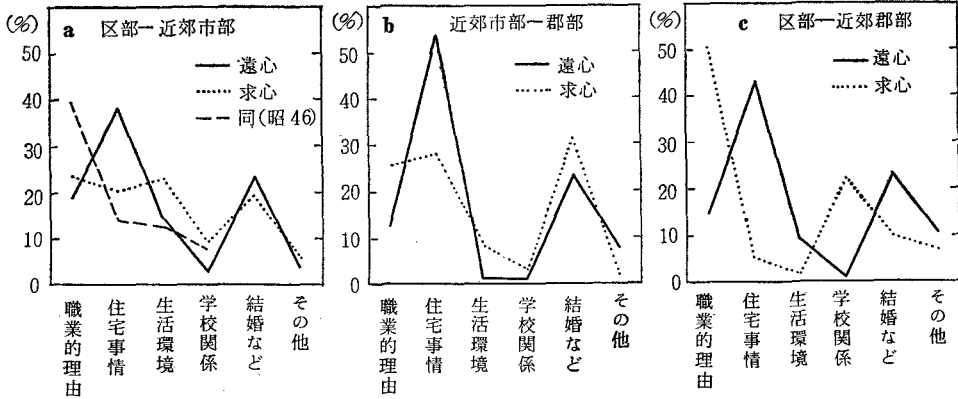 (%)
a 区部―近郊市部
50
40
30
20
10
0
遠心
求心
同(昭46)
職業的理由
住宅事情
生活環境
学校関係
結婚など
その他
(%)
b 近郊市部―郡部
50
40
30
20
10
0
遠心
求心
職業的理由
住宅事情
生活環境
学校関係
結婚など
その他
(%)
c 区部―近郊郡部
50
40
30
20
10
0
遠心
求心
職業的理由
住宅事情
生活環境
学校関係
結婚など
その他